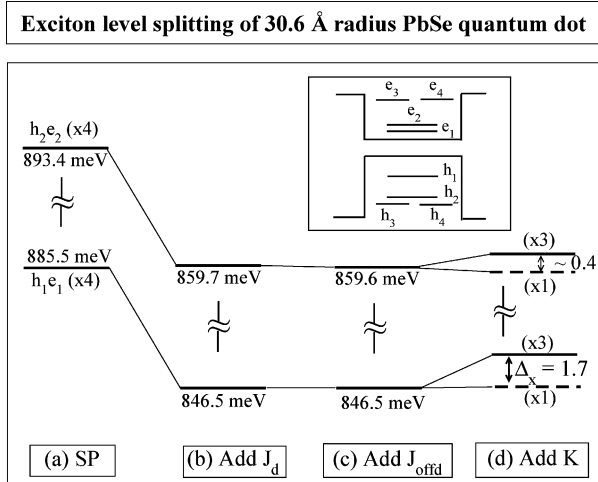 Exciton level splitting of 30.6 Å radius PbSe quantum dot
e3 e4
e2
e1
h1
h2
h3 h4
h2e2 (x4)
893.4 meV
885.5 meV
h1e1 (x4)
859.7 meV
859.6 meV
(x3)
~ 0.4
(x1)
846.5 meV
846.5 meV
(x3)
Δx = 1.7
(x1)
(a) SP
(b) Add Jd
(c) Add Joffd
(d) Add K